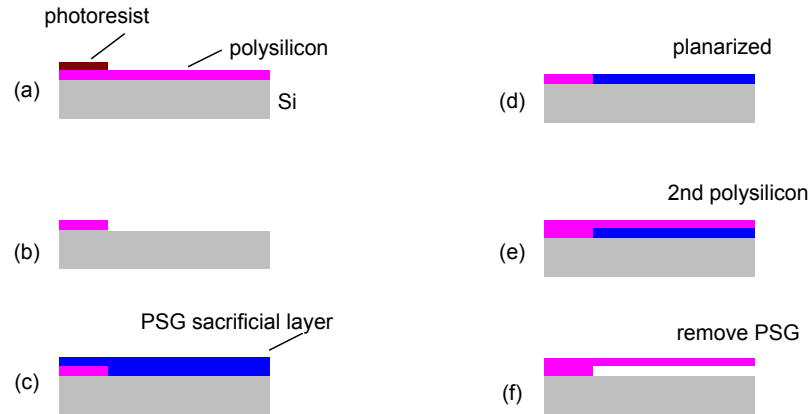 photoresist
polysilicon
(a)
Si
(b)
PSG sacrificial layer
(c)
planarized
(d)
2nd polysilicon
(e)
remove PSG
(f)